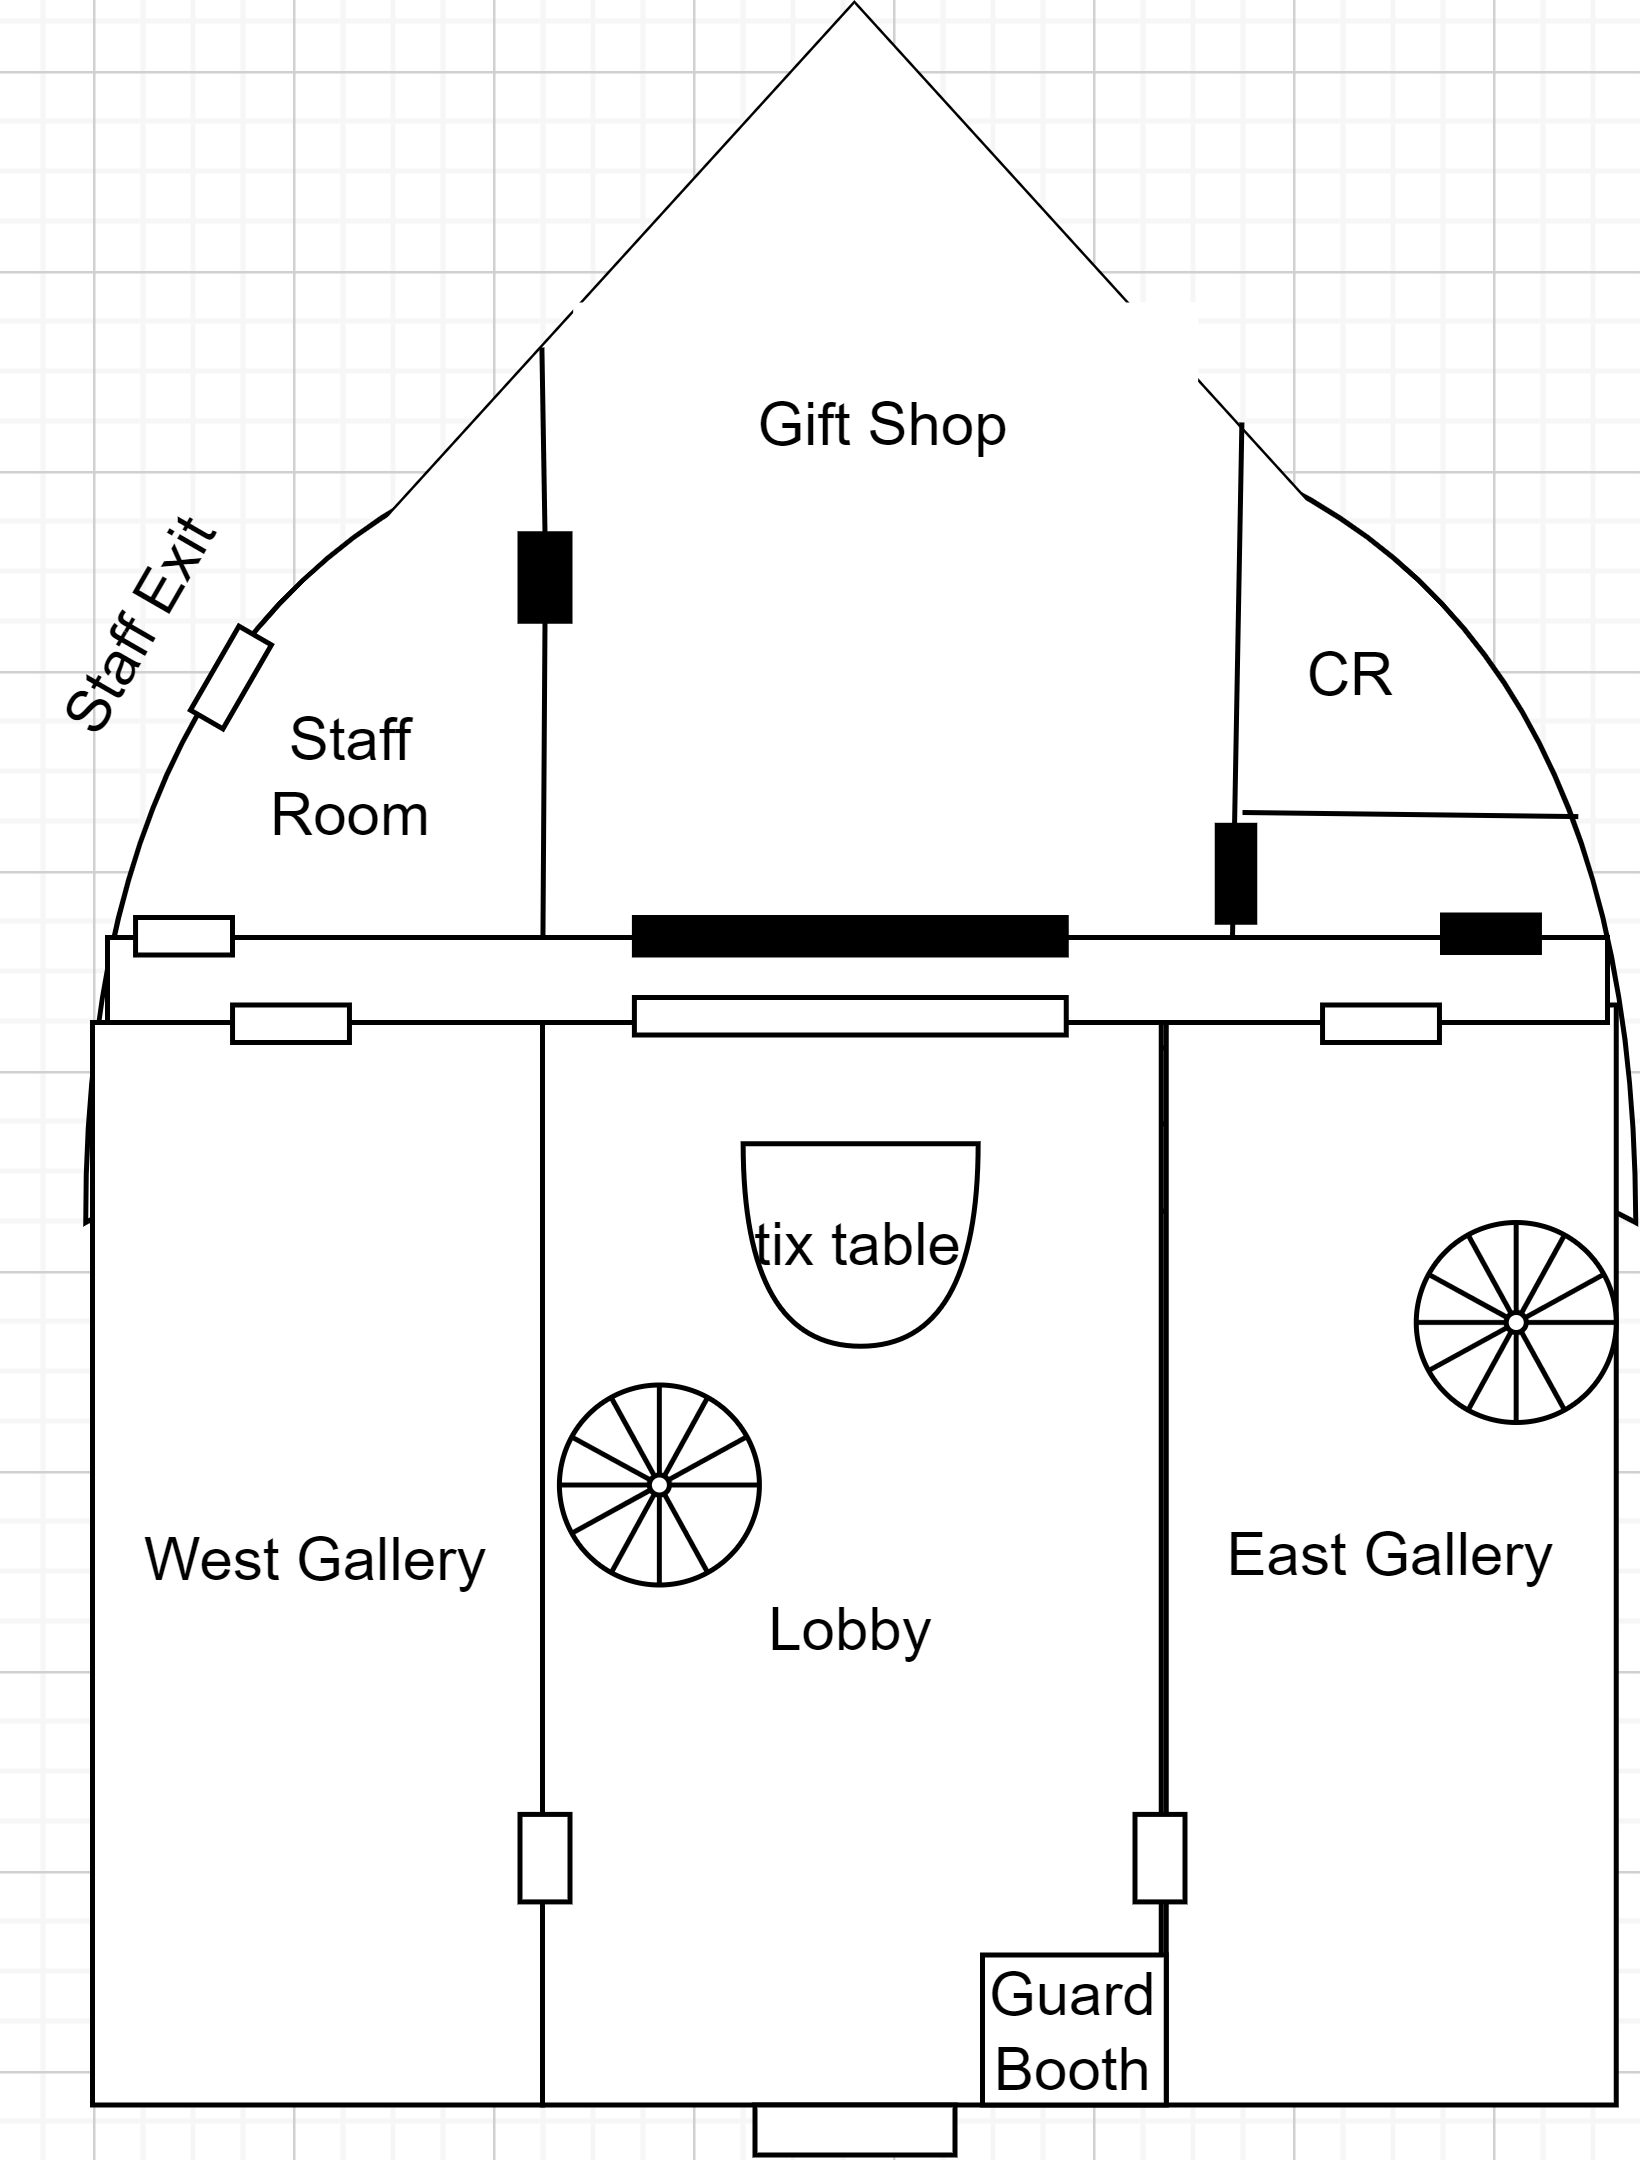 Gift Shop
Staff Exit
CR
Staff
Room
tix table
West Gallery
East Gallery
Lobby
Guard
Booth